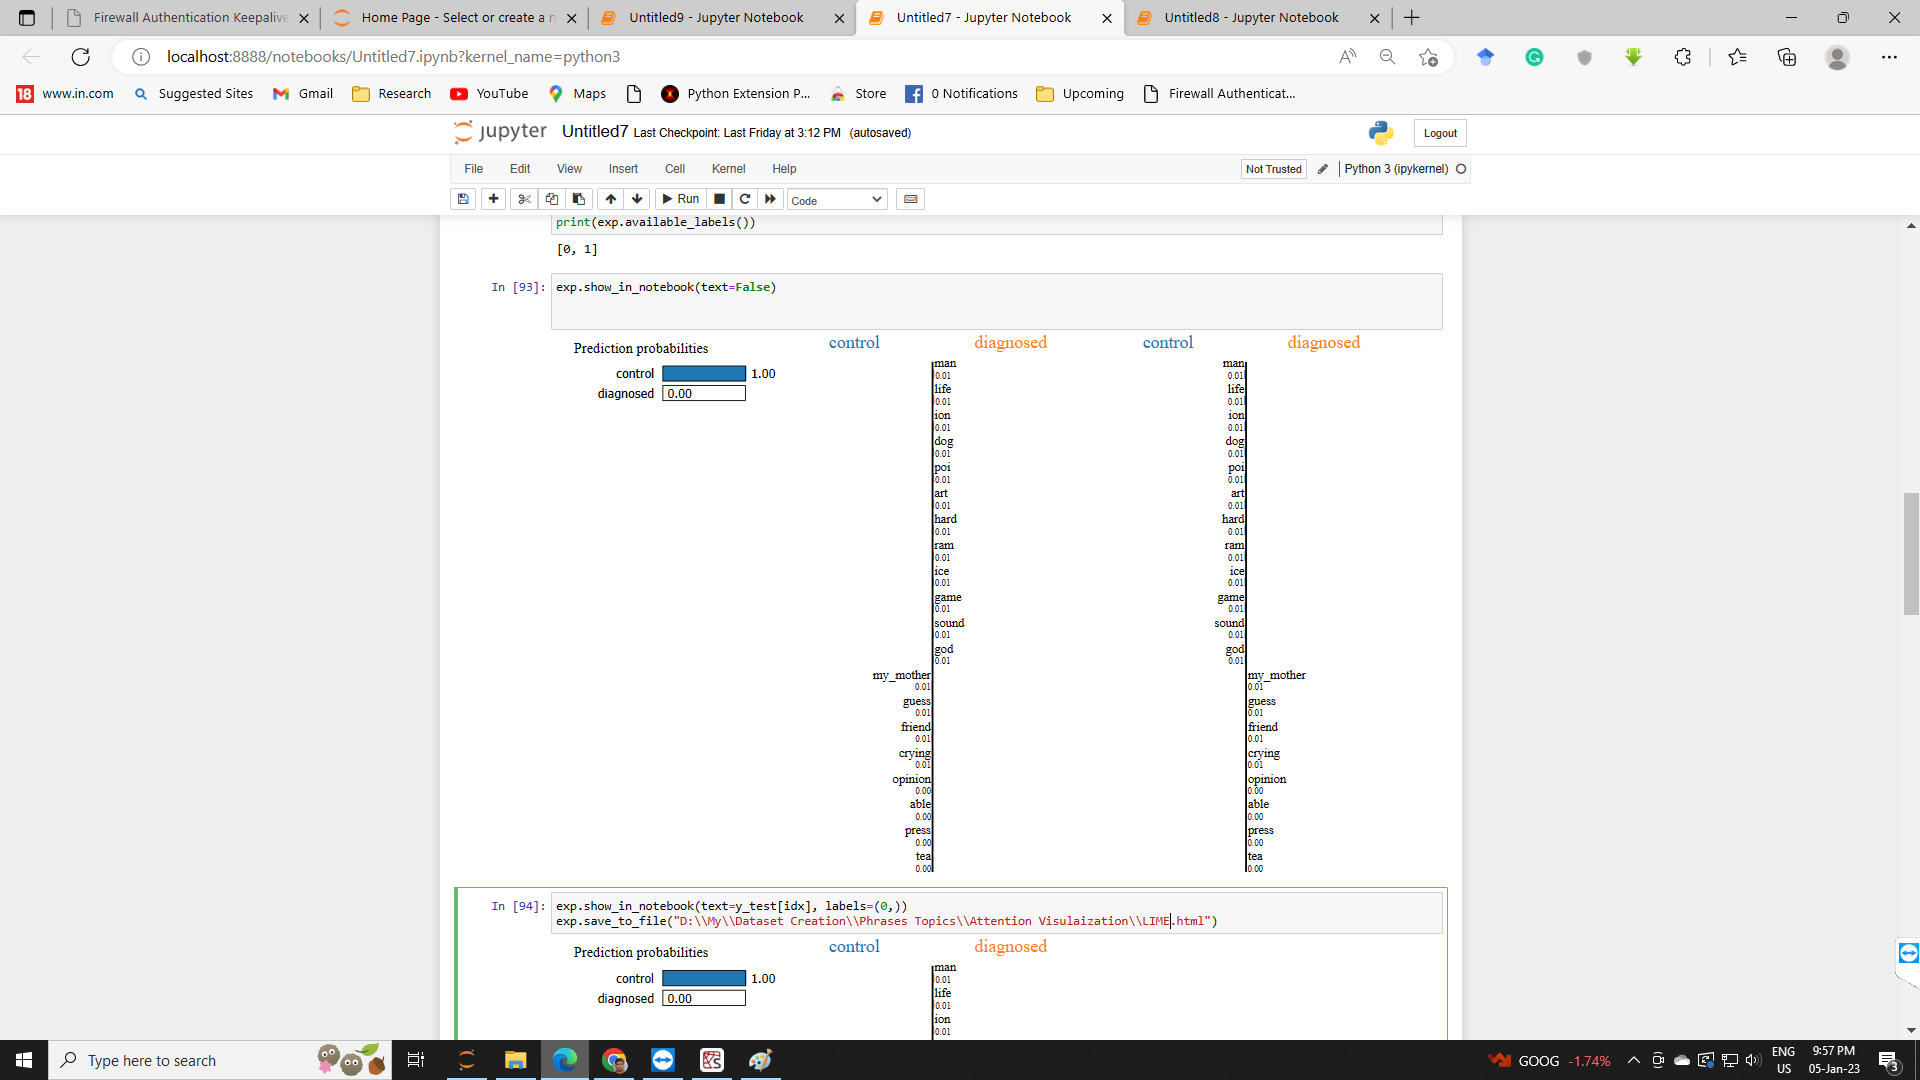 Firewall Authentication Keepalive
Home Page - Select or create a n
Untitled9 - Jupyter Notebook
Untitled7 - Jupyter Notebook
Untitled8 - Jupyter Notebook
localhost:8888/notebooks/Untitled7.ipynb?kernel_name=python3
18 www.in.com Suggested Sites Gmail Research YouTube Maps Python Extension P... Store 0 Notifications Upcoming Firewall Authenticat...
jupyter Untitled7 Last Checkpoint: Last Friday at 3:12 PM (autosaved) Logout
File Edit View Insert Cell Kernel Help Not Trusted Python 3 (ipykernel)
Run Code
print(exp.available_labels())
[0, 1]
In [93]: exp.show_in_notebook(text=False)
Prediction probabilities
control 1.00
diagnosed 0.00
control diagnosed
man
0.01
life
0.01
ion
0.01
dog
0.01
poi
0.01
art
0.01
hard
0.01
ram
0.01
ice
0.01
game
0.01
sound
0.01
god
0.01
my_mother
0.01
guess
0.01
friend
0.01
crying
0.01
opinion
0.00
able
0.00
press
0.00
tea
0.00
control diagnosed
man
0.01
life
0.01
ion
0.01
dog
0.01
poi
0.01
art
0.01
hard
0.01
ram
0.01
ice
0.01
game
0.01
sound
0.01
god
0.01
my_mother
0.01
guess
0.01
friend
0.01
crying
0.01
opinion
0.00
able
0.00
press
0.00
tea
0.00
In [94]: exp.show_in_notebook(text=y_test[idx], labels=(0,))
exp.save_to_file("D:\\My\\Dataset Creation\\Phrases Topics\\Attention Visulaization\\LIME.html")
Prediction probabilities
control 1.00
diagnosed 0.00
control diagnosed
man
0.01
life
0.01
ion
0.01
Type here to search
GOOG -1.74%
ENG
US
9:57 PM
05-Jan-23
3